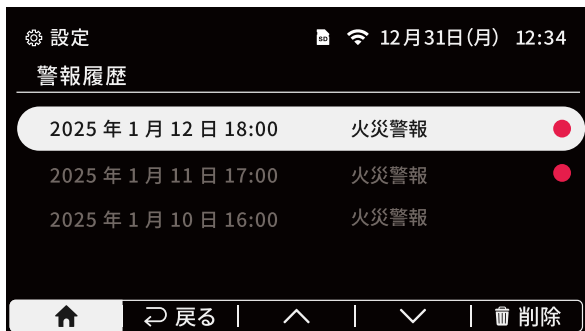 設定 SD 12月31日(月) 12:34
警報履歴
2025 年 1 月 12 日 18:00 火災警報
2025 年 1 月 11 日 17:00 火災警報
2025 年 1 月 10 日 16:00 火災警報
戻る 削除